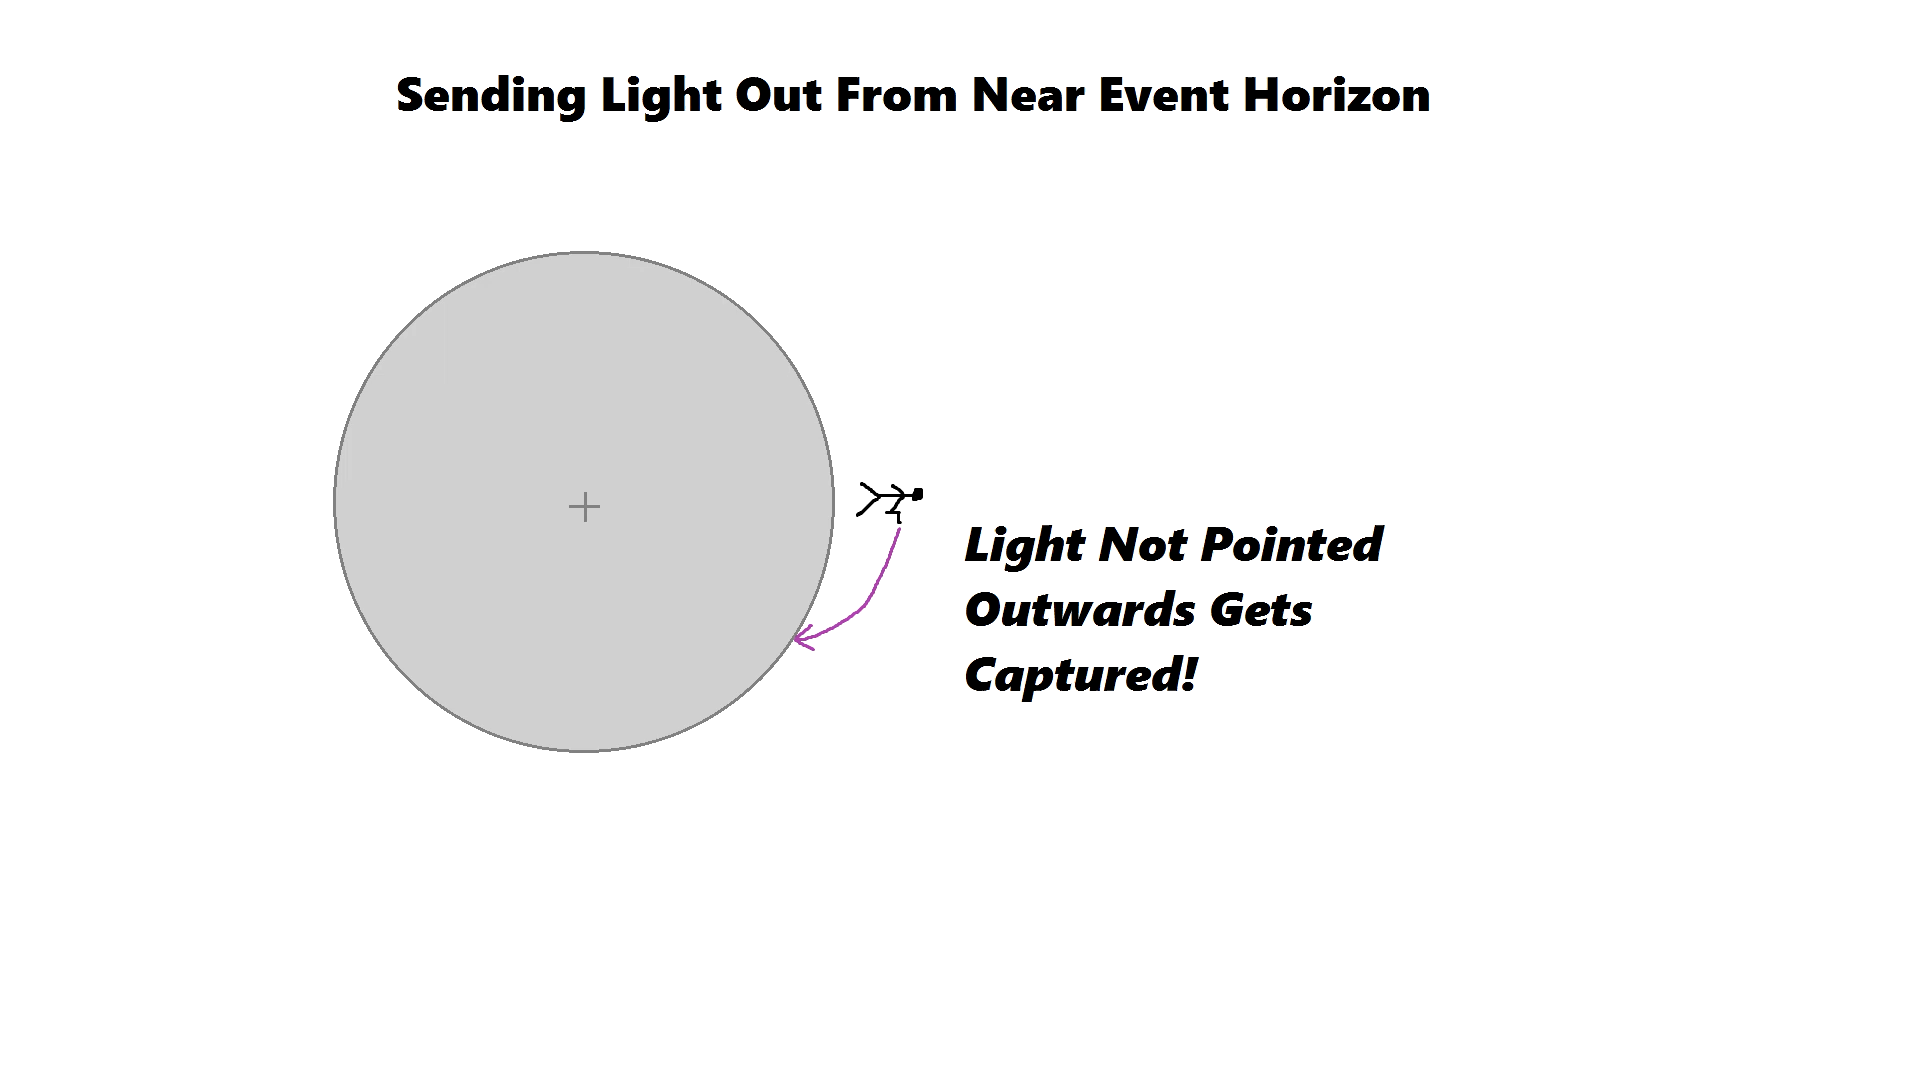 Sending Light Out From Near Event Horizon
Light Not Pointed
Outwards Gets
Captured!